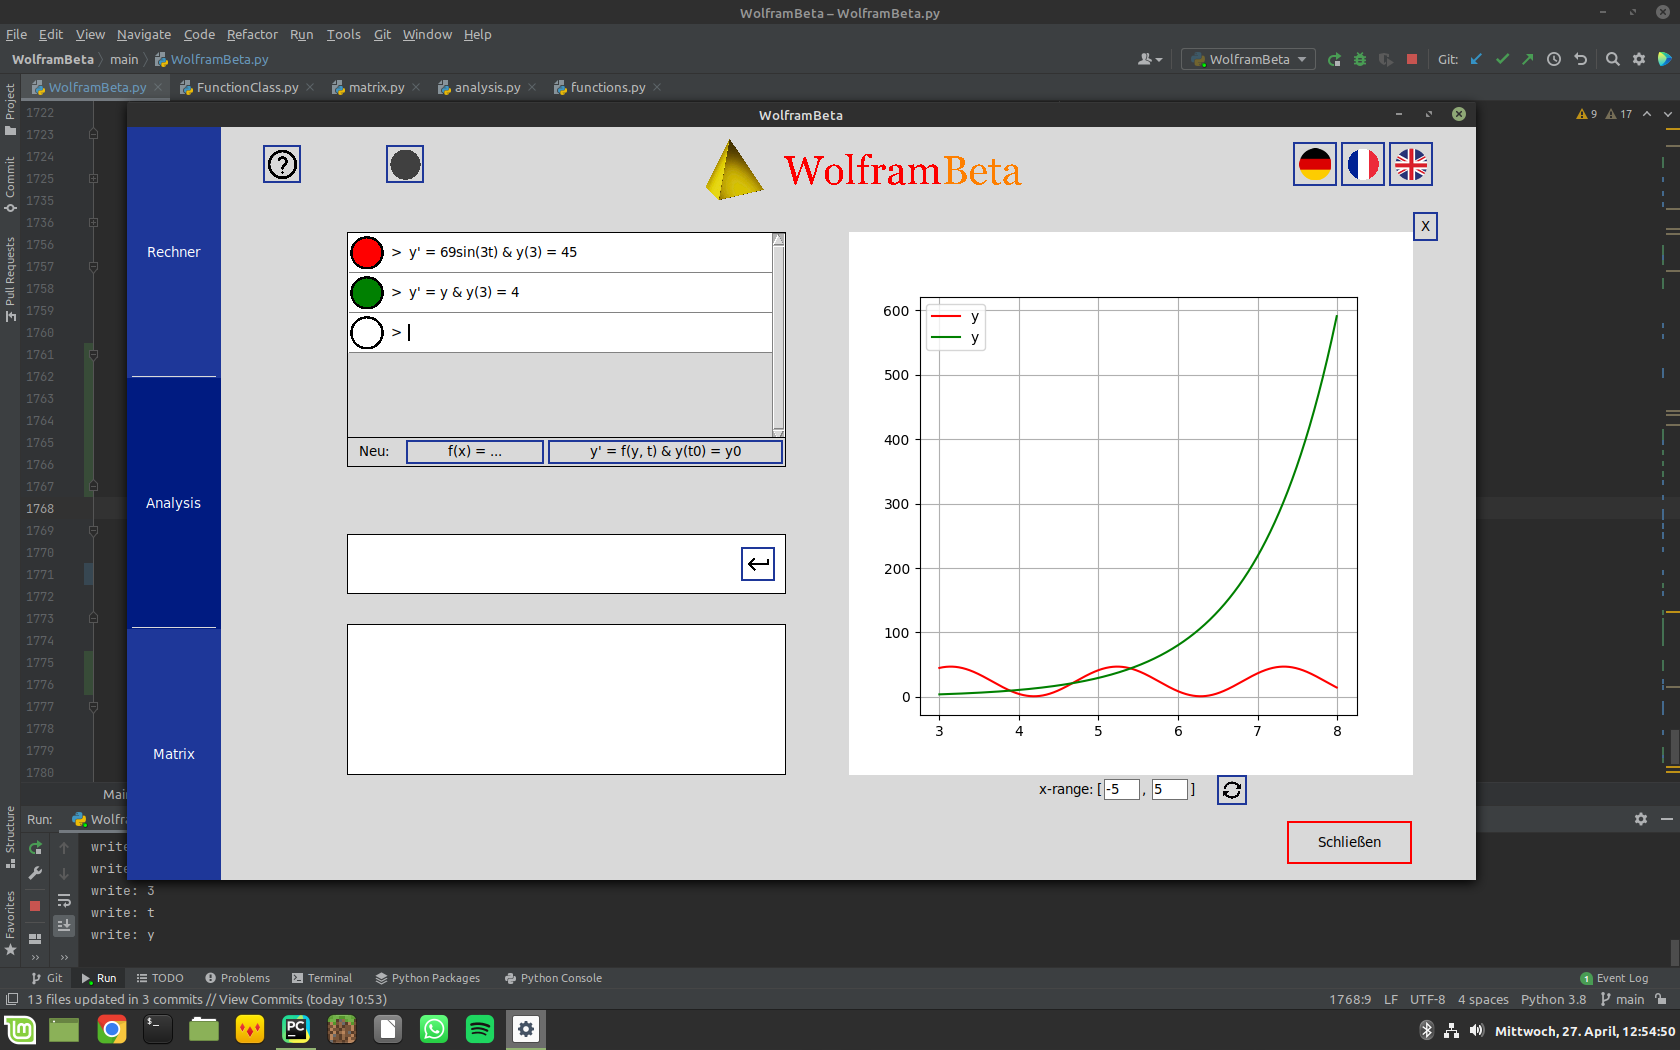 WolframBeta – WolframBeta.py
File Edit View Navigate Code Refactor Run Tools Git Window Help
WolframBeta main WolframBeta.py
WolframBeta Git:
WolframBeta.py FunctionClass.py matrix.py analysis.py functions.py
9 17
Project
Commit
Pull Requests
Structure
Favorites
1722
1723
1724
1725
1735
1736
1756
1757
1758
1759
1760
1761
1762
1763
1764
1765
1766
1767
1768
1769
1770
1771
1772
1773
1774
1775
1776
1777
1778
1779
1780
WolframBeta
Rechner
Analysis
Matrix
?
WolframBeta
X
> y' = 69sin(3t) & y(3) = 45
> y' = y & y(3) = 4
>
Neu: f(x) = ... y' = f(y, t) & y(t0) = y0
y
y
600
500
400
300
200
100
0
3 4 5 6 7 8
x-range: [ -5 , 5 ]
Schließen
Run:
write: 3
write: t
write: y
Git Run TODO Problems Terminal Python Packages Python Console 1 Event Log
13 files updated in 3 commits // View Commits (today 10:53) 1768:9 LF UTF-8 4 spaces Python 3.8 main
Mittwoch, 27. April, 12:54:50